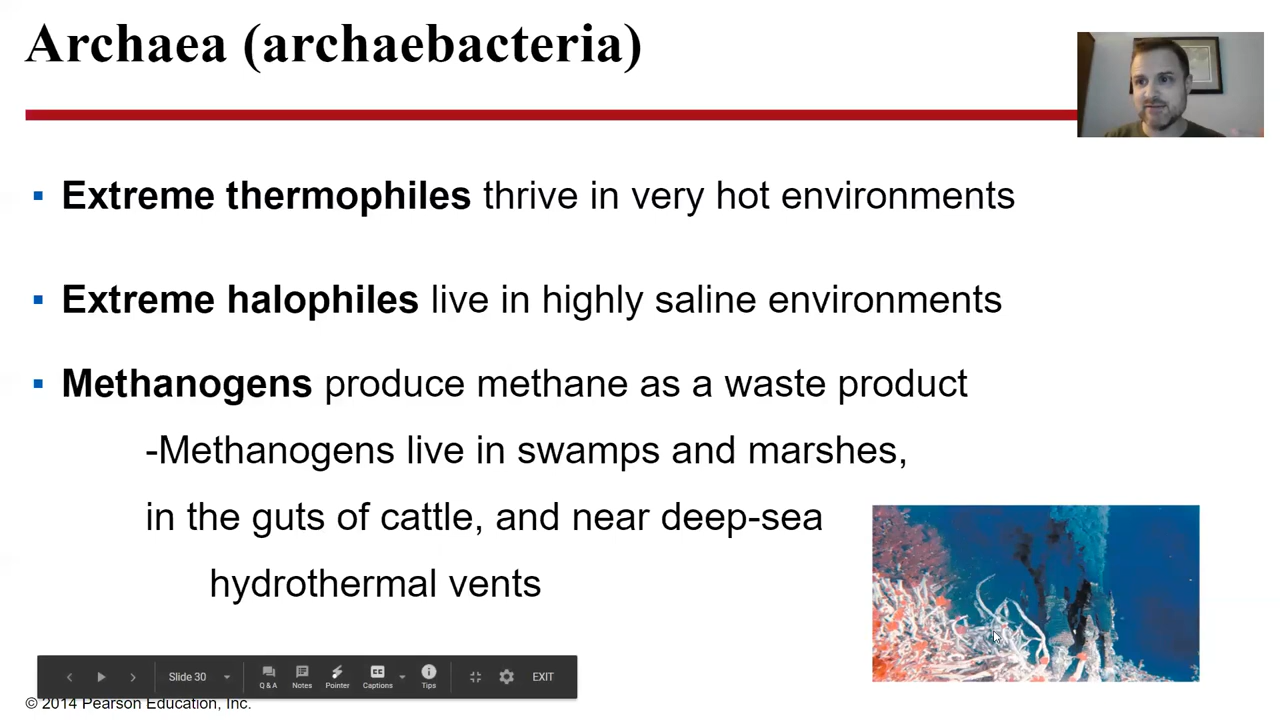 Archaea (archaebacteria)
▪ Extreme thermophiles thrive in very hot environments
▪ Extreme halophiles live in highly saline environments
▪ Methanogens produce methane as a waste product
-Methanogens live in swamps and marshes,
in the guts of cattle, and near deep-sea
hydrothermal vents
Slide 30
Q & A
Notes
Pointer
CC
Captions
Tips
EXIT
© 2014 Pearson Education, Inc.